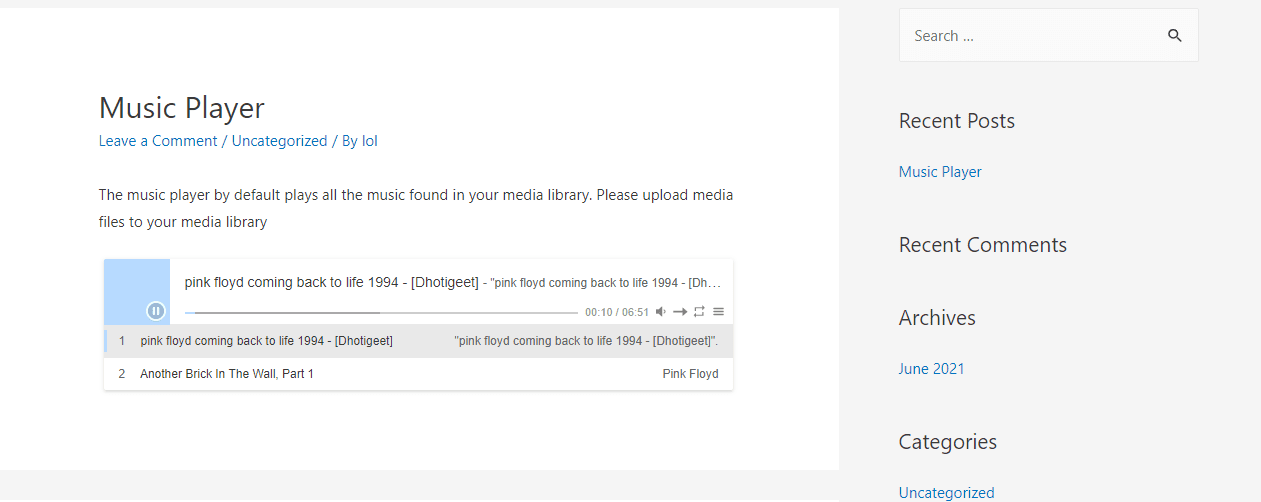 Music Player
Leave a Comment / Uncategorized / By lol
The music player by default plays all the music found in your media library. Please upload media
files to your media library
pink floyd coming back to life 1994 - [Dhotigeet] - "pink floyd coming back to life 1994 - [Dh...
00:10 / 06:51
1 pink floyd coming back to life 1994 - [Dhotigeet] "pink floyd coming back to life 1994 - [Dhotigeet]".
2 Another Brick In The Wall, Part 1 Pink Floyd
Search ...
Recent Posts
Music Player
Recent Comments
Archives
June 2021
Categories
Uncategorized